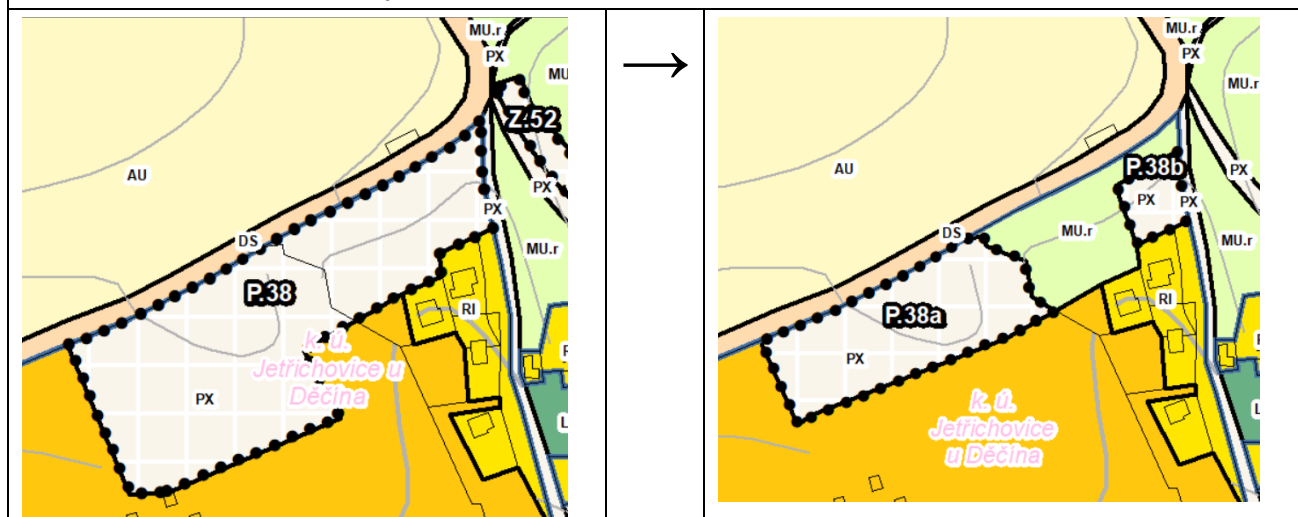 MU.r
PX
MU
Z.52
AU
PX
PX
DS
P.38
RI
k. ú.
Jetřichovice u
Děčína
PX
L
→
MU.r
PX
MU.r
P.38b
AU
PX
PX
PX
DS
MU.r
MU.r
RI
P.38a
PX
k. ú.
Jetřichovice
u Děčína
L